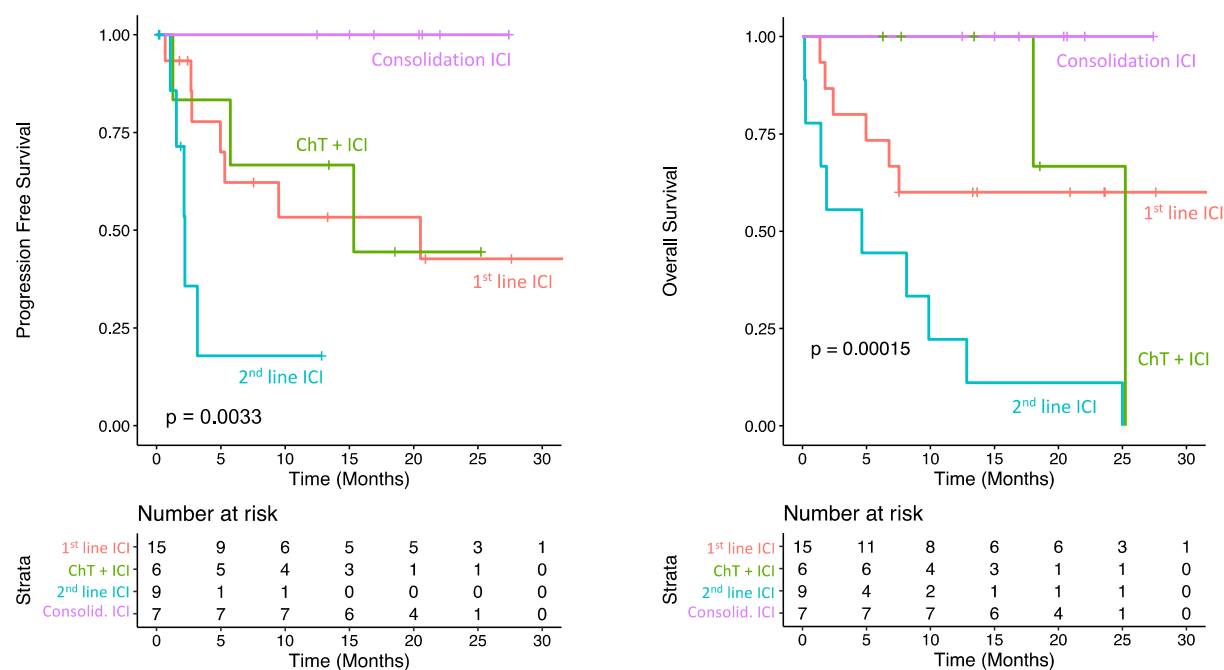 Progression Free Survival
1.00
0.75
0.50
0.25
0.00
Consolidation ICI
ChT + ICI
1st line ICI
2nd line ICI
p = 0.0033
0 5 10 15 20 25 30
Time (Months)
Number at risk
Strata
1st line ICI 15 9 6 5 5 3 1
ChT + ICI 6 5 4 3 1 1 0
2nd line ICI 9 1 1 0 0 0 0
Consolid. ICI 7 7 7 6 4 1 0
0 5 10 15 20 25 30
Time (Months)
Overall Survival
1.00
0.75
0.50
0.25
0.00
Consolidation ICI
1st line ICI
p = 0.00015
ChT + ICI
2nd line ICI
0 5 10 15 20 25 30
Time (Months)
Number at risk
Strata
1st line ICI 15 11 8 6 6 3 1
ChT + ICI 6 6 4 3 1 1 0
2nd line ICI 9 4 2 1 1 1 0
Consolid. ICI 7 7 7 6 4 1 0
0 5 10 15 20 25 30
Time (Months)